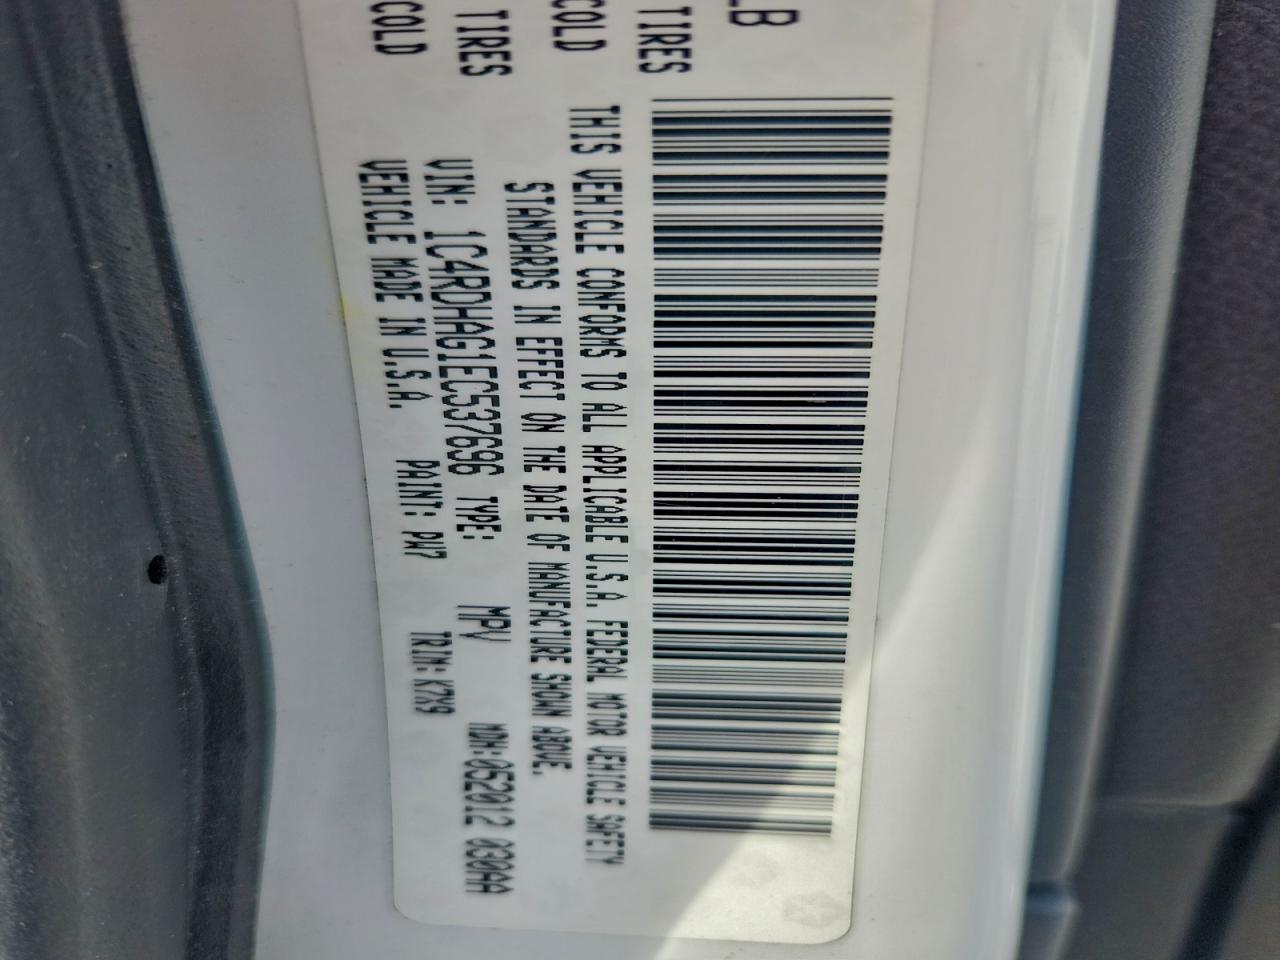 LB
TIRES
COLD
TIRES
COLD
THIS VEHICLE CONFORMS TO ALL APPLICABLE U.S.A. FEDERAL MOTOR VEHICLE SAFETY
STANDARDS IN EFFECT ON THE DATE OF MANUFACTURE SHOWN ABOVE.
VIN: 1C4RDHAG1EC537696 TYPE: MPV MDH:052012 030AA
VEHICLE MADE IN U.S.A. PAINT: PW7 TRIM: K7X9